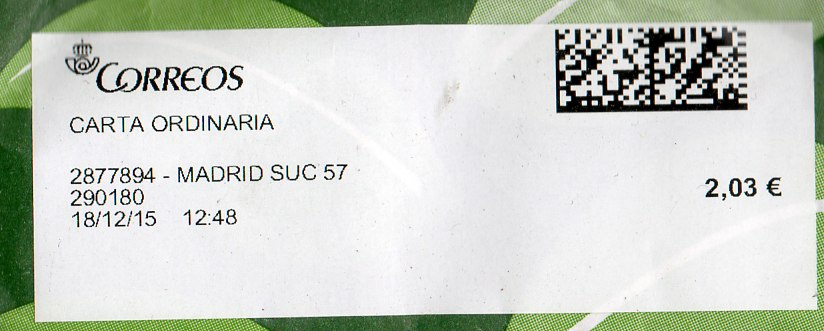 CORREOS
CARTA ORDINARIA
2877894 - MADRID SUC 57
290180
18/12/15 12:48
2,03 €